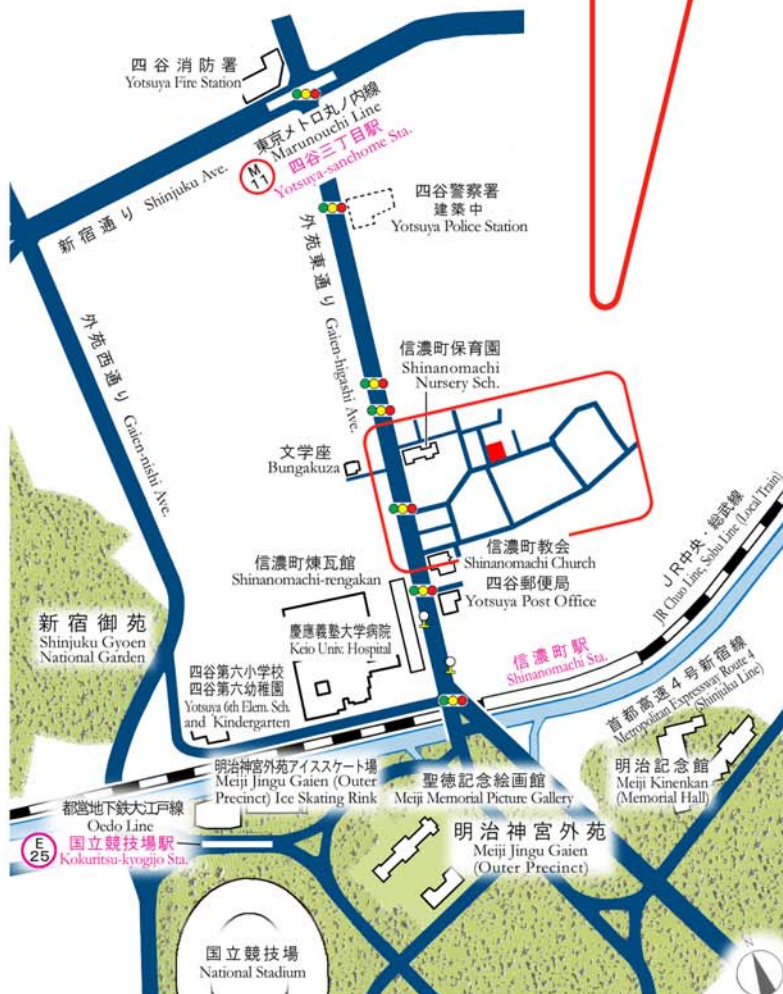 四谷消防署
Yotsuya Fire Station
東京メトロ丸ノ内線
Marunouchi Line
M
11
四谷三丁目駅
Yotsuya-sanchome Sta.
新宿通り Shinjuku Ave.
四谷警察署
建築中
Yotsuya Police Station
外苑東通り Gaien-higashi Ave.
外苑西通り Gaien-nishi Ave.
信濃町保育園
Shinanomachi
Nursery Sch.
文学座
Bungakuza
信濃町教会
Shinanomachi Church
信濃町煉瓦館
Shinanomachi-rengakan
四谷郵便局
Yotsuya Post Office
JR中央・総武線
JR Chuo Line, Sobu Line (Local Train)
新宿御苑
Shinjuku Gyoen
National Garden
慶應義塾大学病院
Keio Univ. Hospital
信濃町駅
Shinanomachi Sta.
四谷第六小学校
四谷第六幼稚園
Yotsuya 6th Elem. Sch.
and Kindergarten
首都高速4号新宿線
Metropolitan Expressway Route 4
(Shinjuku Line)
明治神宮外苑アイススケート場
Meiji Jingu Gaien (Outer
Precinct) Ice Skating Rink
聖徳記念絵画館
Meiji Memorial Picture Gallery
明治記念館
Meiji Kinenkan
(Memorial Hall)
都営地下鉄大江戸線
Oedo Line
E
25
国立競技場駅
Kokuritsu-kyogijo Sta.
明治神宮外苑
Meiji Jingu Gaien
(Outer Precinct)
国立競技場
National Stadium
N